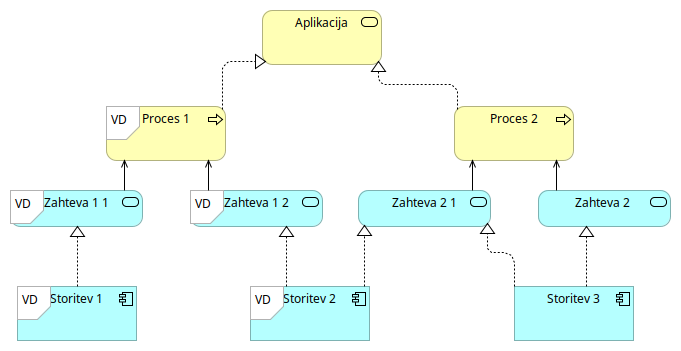 Aplikacija
VD Proces 1
Proces 2
VD Zahteva 1 1
VD Zahteva 1 2
Zahteva 2 1
Zahteva 2
VD Storitev 1
VD Storitev 2
Storitev 3